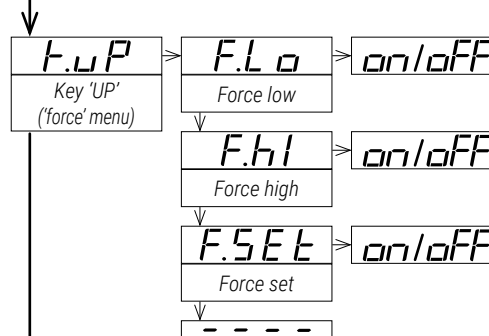 K.uP
F.Lo
on/oFF
Key ‘UP’
(‘force’ menu)
Force low
F.hI
on/oFF
Force high
F.SEt
on/oFF
Force set